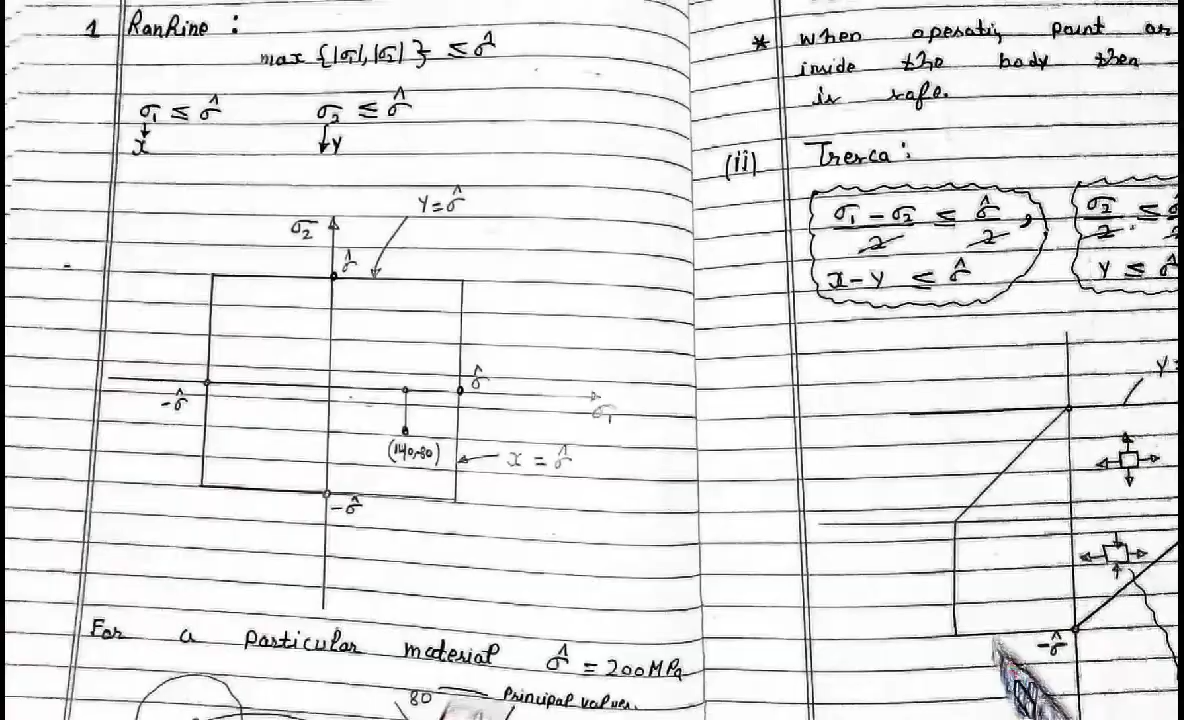 1 Rankine :
max {|σ1|, |σ2|} ≤ σ̂
σ1 ≤ σ̂ σ2 ≤ σ̂
x Y
Y = σ̂
σ2
σ̂
-σ̂ σ̂
σ1
(140,-80)
x = σ̂
-σ̂
For a particular material σ̂ = 200 MPa
80 Principal values.
* When operating point are
inside the body then
is safe.
(ii) Tresca :
(σ1 - σ2)/2 ≤ σ̂/2 , σ2/2 ≤
x - Y ≤ σ̂ Y ≤ σ̂
Y =
-σ̂